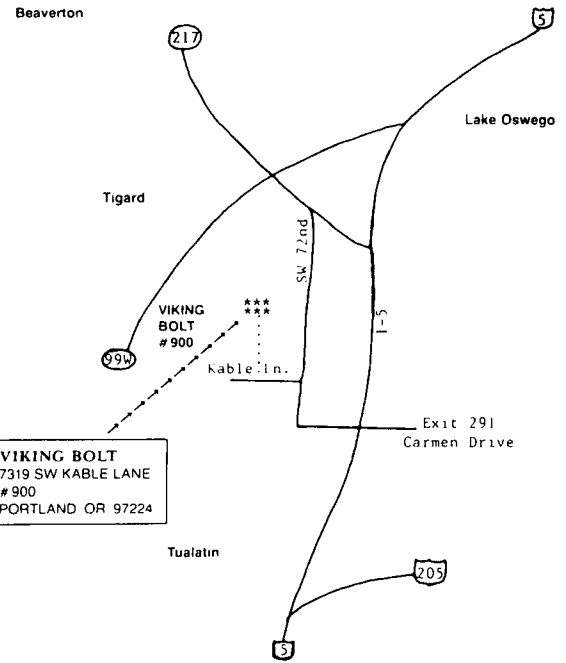 Beaverton
217
5
Lake Oswego
Tigard
SW 72nd
VIKING
BOLT
#900
I-5
99W
Kable Ln.
Exit 291
Carmen Drive
VIKING BOLT
7319 SW KABLE LANE
#900
PORTLAND OR 97224
Tualatin
205
5